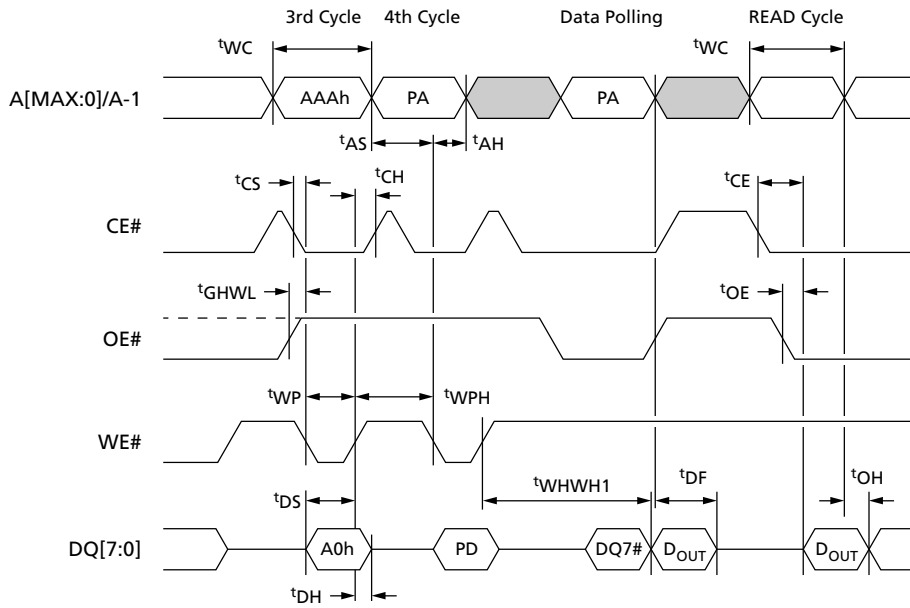 3rd Cycle 4th Cycle Data Polling READ Cycle
tWC tWC
A[MAX:0]/A-1 AAAh PA PA
tAS tAH
tCS tCH tCE
CE#
tGHWL tOE
OE#
tWP tWPH
WE#
tDS tWHWH1 tDF tOH
DQ[7:0] A0h PD DQ7# DOUT DOUT
tDH